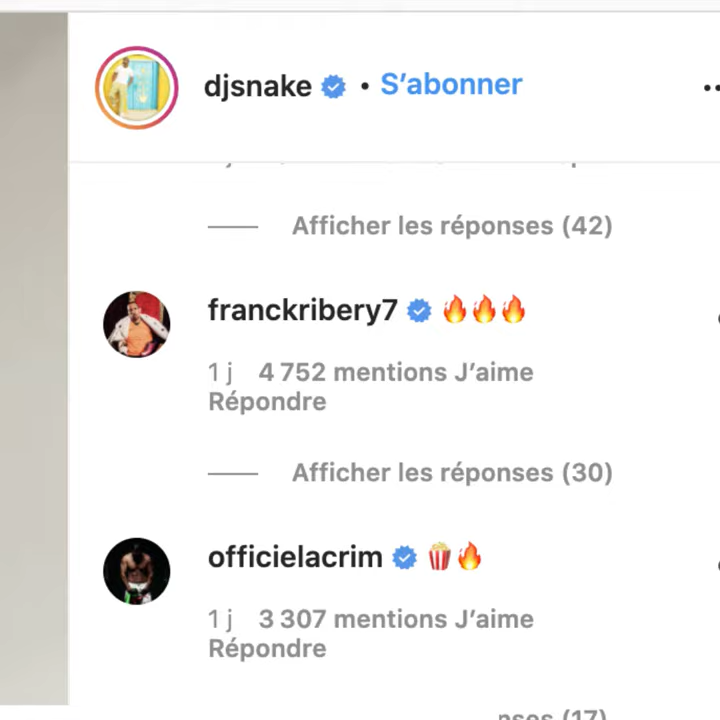 djsnake • S'abonner
Afficher les réponses (42)
franckribery7 🔥🔥🔥
1 j 4 752 mentions J'aime
Répondre
Afficher les réponses (30)
officielacrim 🍿🔥
1 j 3 307 mentions J'aime
Répondre
(17)